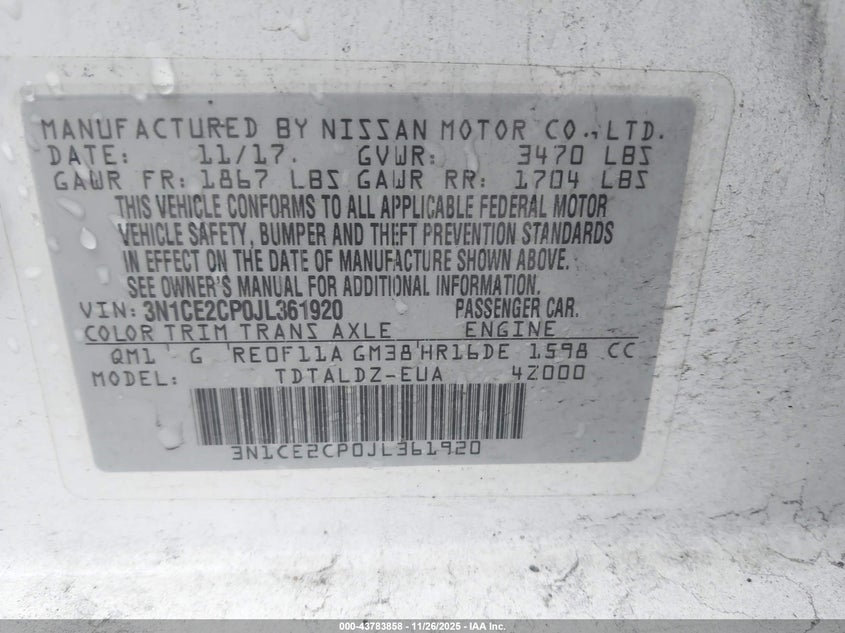 MANUFACTURED BY NISSAN MOTOR CO., LTD.
DATE: 11/17. GVWR: 3470 LBS
GAWR FR: 1867 LBS GAWR RR: 1704 LBS
THIS VEHICLE CONFORMS TO ALL APPLICABLE FEDERAL MOTOR
VEHICLE SAFETY, BUMPER AND THEFT PREVENTION STANDARDS
IN EFFECT ON THE DATE OF MANUFACTURE SHOWN ABOVE.
SEE OWNER'S MANUAL FOR ADDITIONAL INFORMATION.
VIN: 3N1CE2CP0JL361920 PASSENGER CAR.
COLOR TRIM TRANS AXLE ENGINE
QM1 G RE0F11A GM38 HR16DE 1598 CC
MODEL: TDTALDZ-EUA 4Z000
3N1CE2CP0JL361920
000-43783858 - 11/26/2025 - IAA Inc.